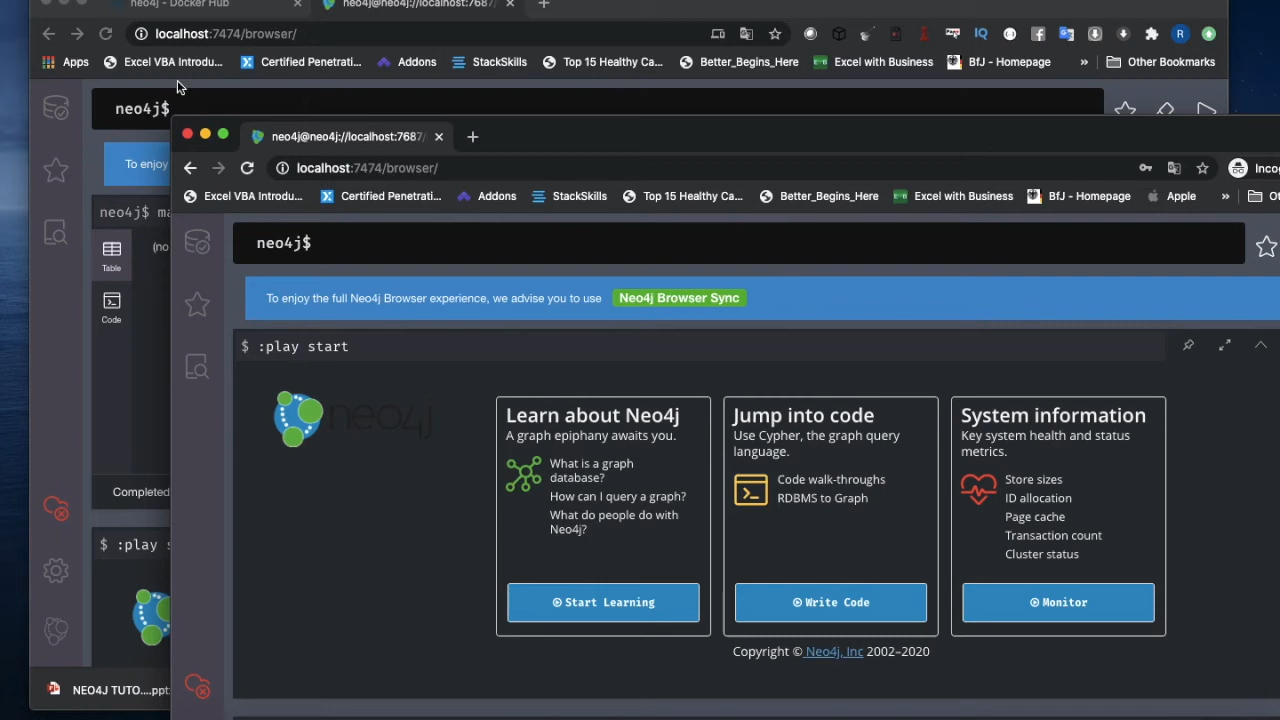 neo4j - Docker Hub
neo4j@neo4j://localhost:7687/
localhost:7474/browser/
Apps
Excel VBA Introdu...
Certified Penetrati...
Addons
StackSkills
Top 15 Healthy Ca...
Better_Begins_Here
Excel with Business
BfJ - Homepage
»
Other Bookmarks
neo4j$
To enjoy
neo4j$ ma
Table
(no
Code
Completed
$ :play s
NEO4J TUTO....ppt
neo4j@neo4j://localhost:7687/
localhost:7474/browser/
Incog
Excel VBA Introdu...
Certified Penetrati...
Addons
StackSkills
Top 15 Healthy Ca...
Better_Begins_Here
Excel with Business
BfJ - Homepage
Apple
»
Ot
neo4j$
To enjoy the full Neo4j Browser experience, we advise you to use Neo4j Browser Sync
$ :play start
neo4j
Learn about Neo4j
A graph epiphany awaits you.
What is a graph
database?
How can I query a graph?
What do people do with
Neo4j?
Start Learning
Jump into code
Use Cypher, the graph query
language.
Code walk-throughs
RDBMS to Graph
Write Code
System information
Key system health and status
metrics.
Store sizes
ID allocation
Page cache
Transaction count
Cluster status
Monitor
Copyright © Neo4j, Inc 2002–2020